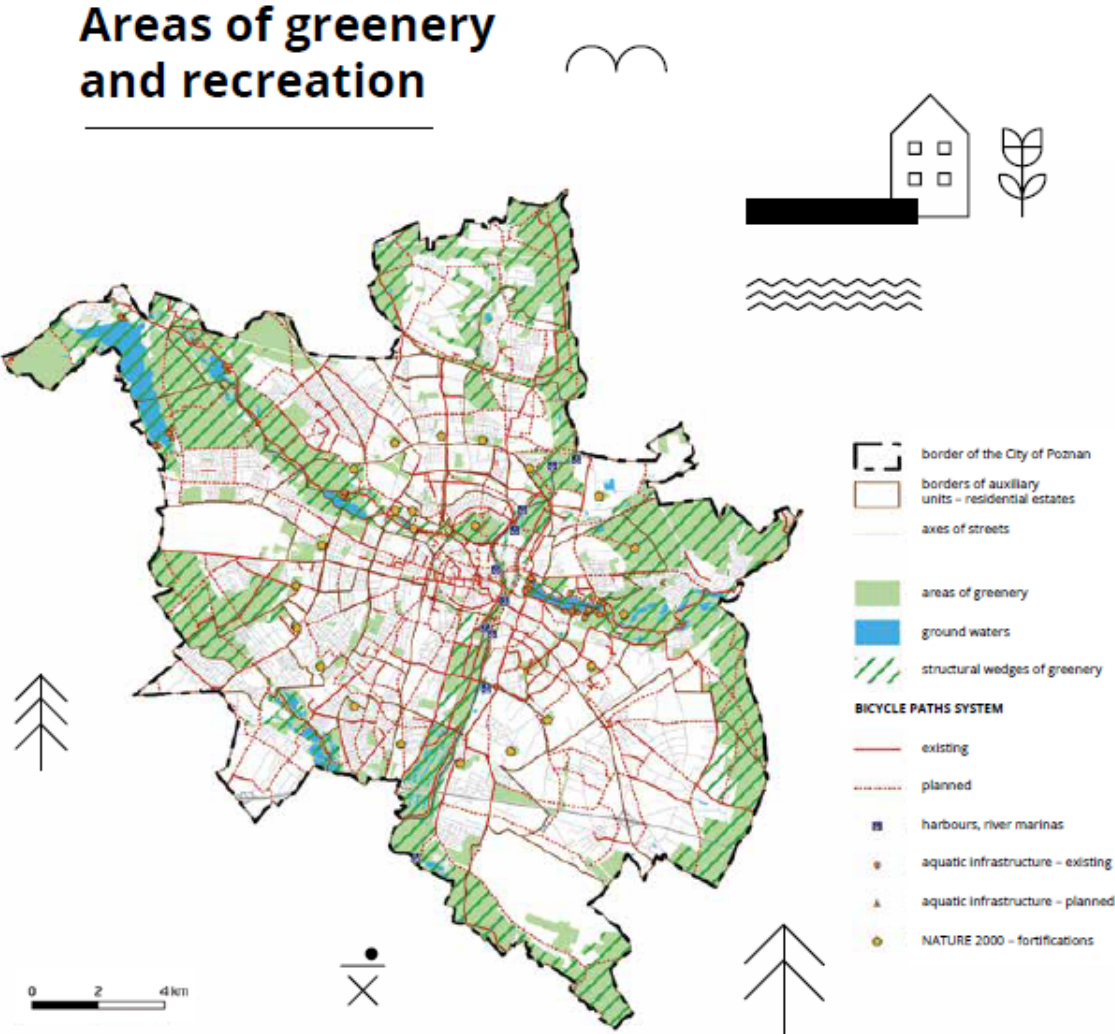 Areas of greenery
and recreation
border of the City of Poznan
borders of auxiliary
units – residential estates
axes of streets
areas of greenery
ground waters
structural wedges of greenery
BICYCLE PATHS SYSTEM
existing
planned
harbours, river marinas
aquatic infrastructure – existing
aquatic infrastructure – planned
NATURE 2000 – fortifications
0 2 4 km